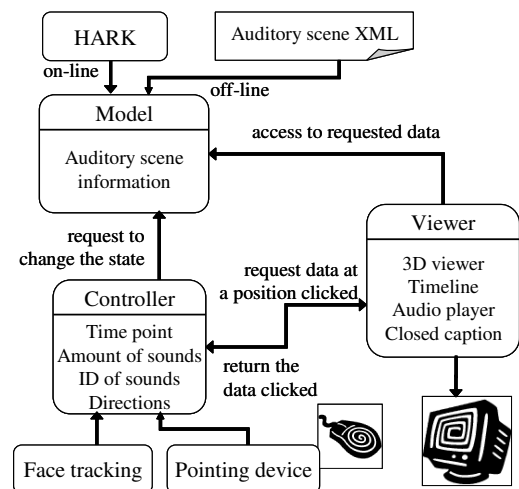 HARK
Auditory scene XML
on-line
off-line
Model
Auditory scene
information
access to requested data
request to
change the state
Viewer
3D viewer
Timeline
Audio player
Closed caption
request data at
a position clicked
Controller
Time point
Amount of sounds
ID of sounds
Directions
return the
data clicked
Face tracking
Pointing device